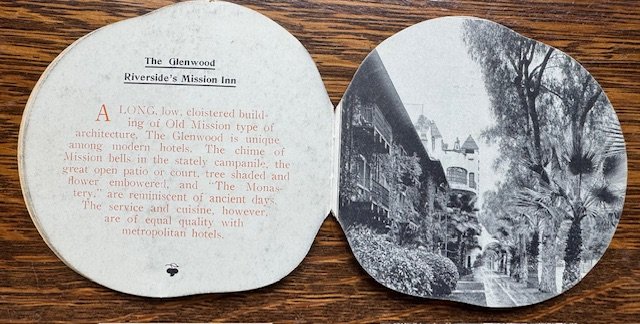 The Glenwood
Riverside's Mission Inn
A LONG, low, cloistered build-
ing of Old Mission type of
architecture, The Glenwood is unique
among modern hotels. The chime of
Mission bells in the stately campanile, the
great open patio or court, tree shaded and
flower embowered, and "The Monas-
tery," are reminiscent of ancient days.
The service and cuisine, however,
are of equal quality with
metropolitan hotels.